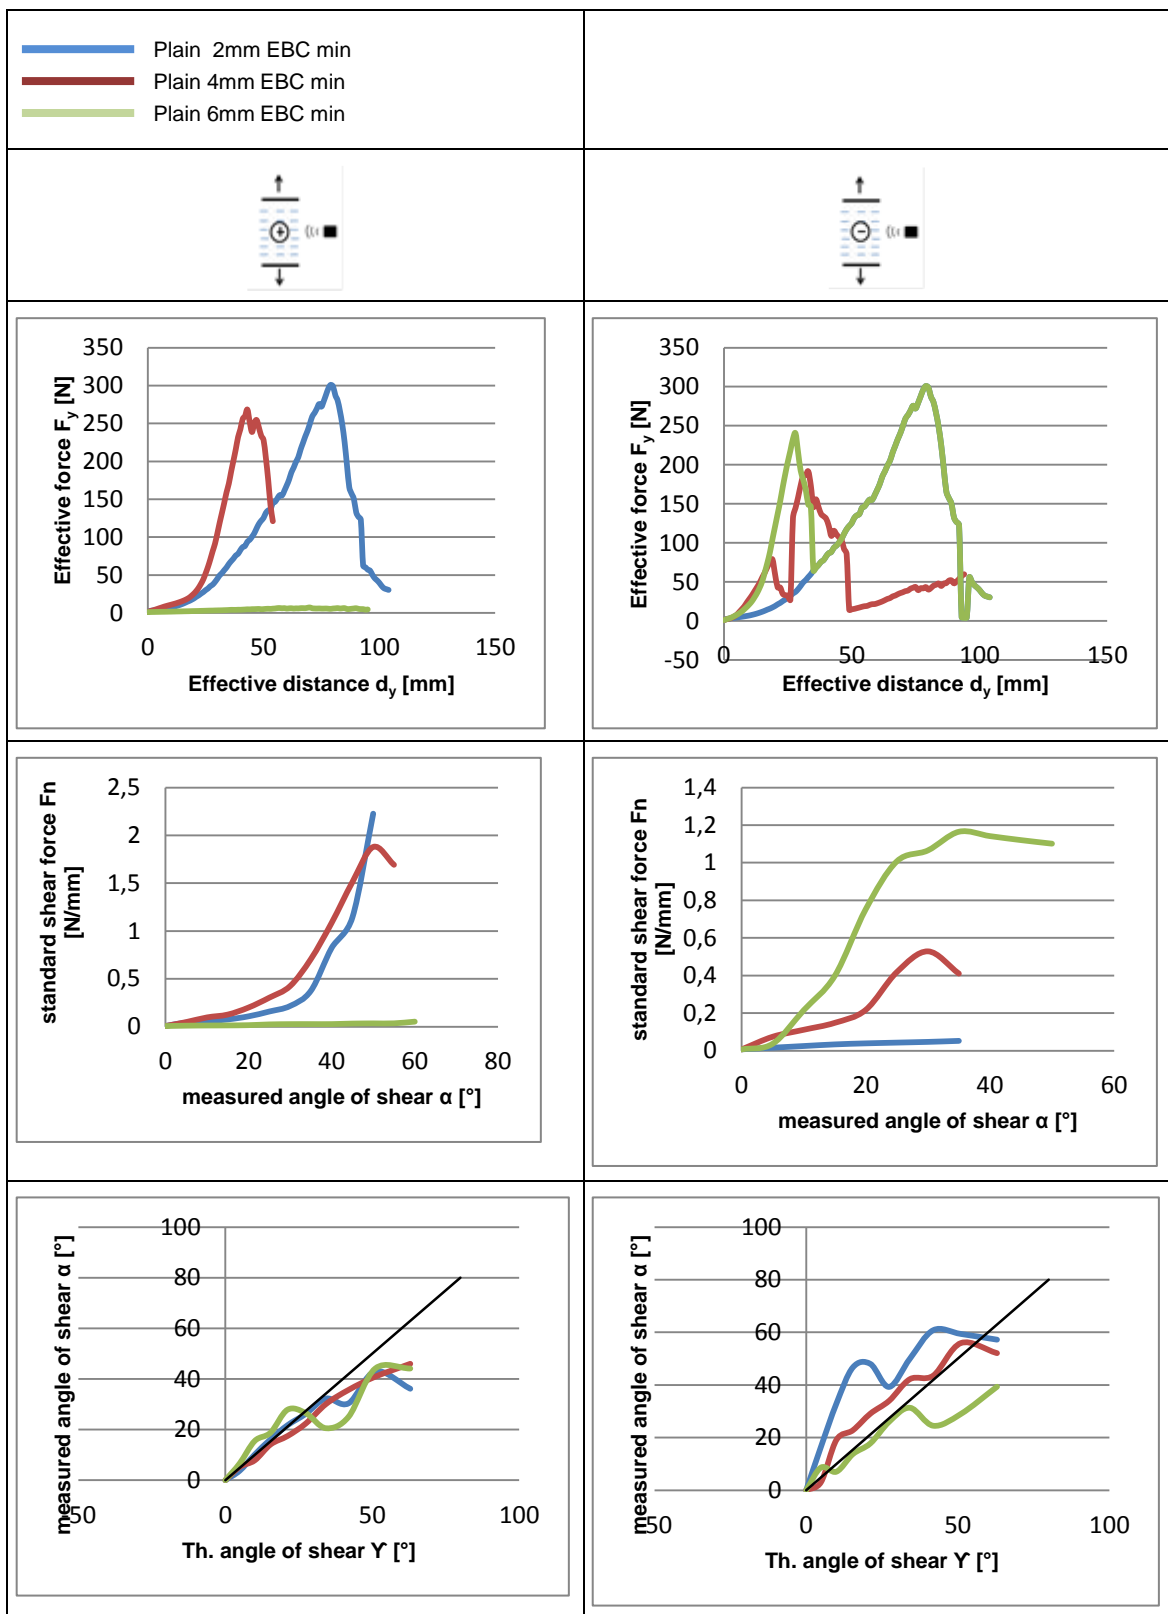 Plain  2mm EBC min
Plain 4mm EBC min
Plain 6mm EBC min
+
−
Effective force Fy [N]
350
300
250
200
150
100
50
0
0 50 100 150
Effective distance dy [mm]
Effective force Fy [N]
350
300
250
200
150
100
50
0
-50
0 50 100 150
Effective distance dy [mm]
standard shear force Fn
[N/mm]
2,5
2
1,5
1
0,5
0
0 20 40 60 80
measured angle of shear α [°]
standard shear force Fn
[N/mm]
1,4
1,2
1
0,8
0,6
0,4
0,2
0
0 20 40 60
measured angle of shear α [°]
measured angle of shear α [°]
100
80
60
40
20
0
-50 0 50 100
Th. angle of shear ϒ [°]
measured angle of shear α [°]
100
80
60
40
20
0
-50 0 50 100
Th. angle of shear ϒ [°]